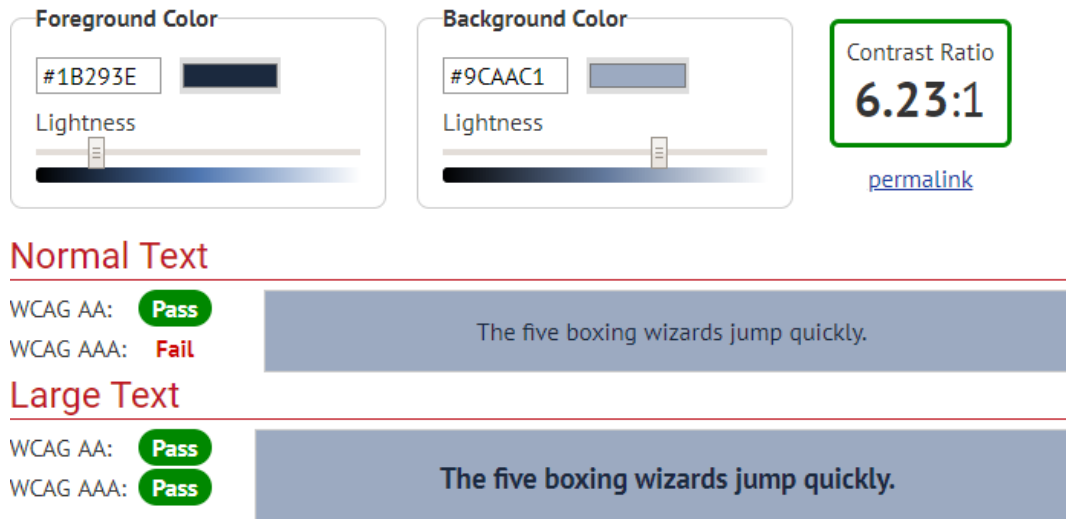 Foreground Color
Background Color
#1B293E
#9CAAC1
Contrast Ratio
6.23:1
Lightness
Lightness
permalink
Normal Text
WCAG AA: Pass
WCAG AAA: Fail
The five boxing wizards jump quickly.
Large Text
WCAG AA: Pass
WCAG AAA: Pass
The five boxing wizards jump quickly.